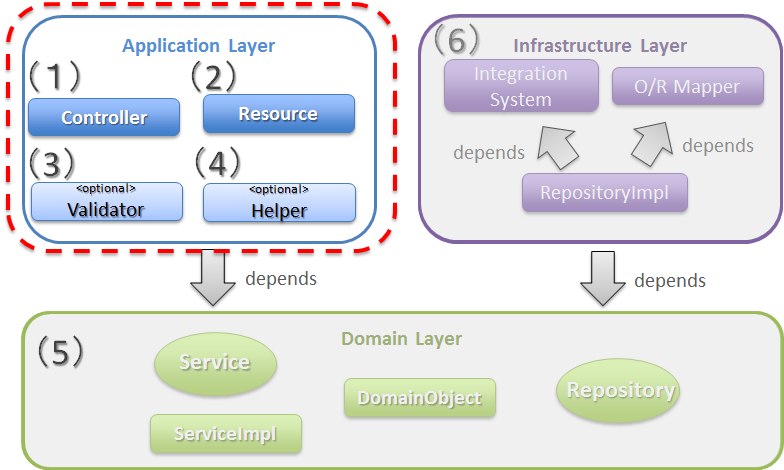 Application Layer
(1)
(2)
Controller
Resource
(3)
(4)
<optional>
Validator
<optional>
Helper
depends
(6)
Infrastructure Layer
Integration
System
O/R Mapper
depends
depends
RepositoryImpl
depends
(5)
Domain Layer
Service
DomainObject
Repository
ServiceImpl